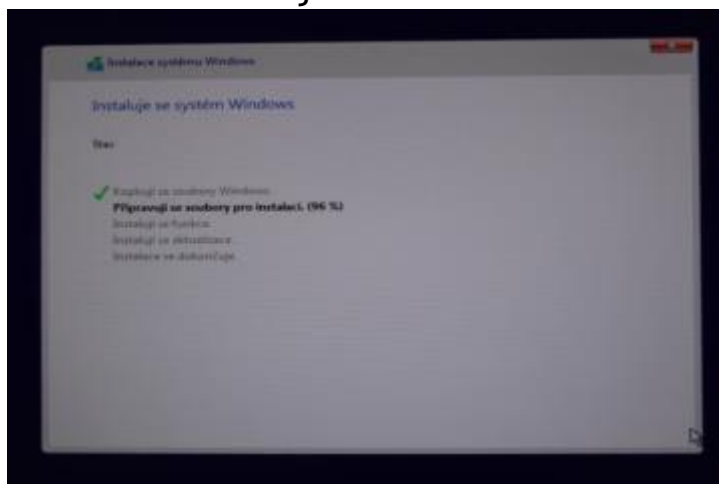 Instalace systému Windows
Instaluje se systém Windows
Stav
Kopírují se soubory Windows
Připravují se soubory pro instalaci. (96 %)
Instalují se funkce
Instalují se aktualizace
Instalace se dokončuje